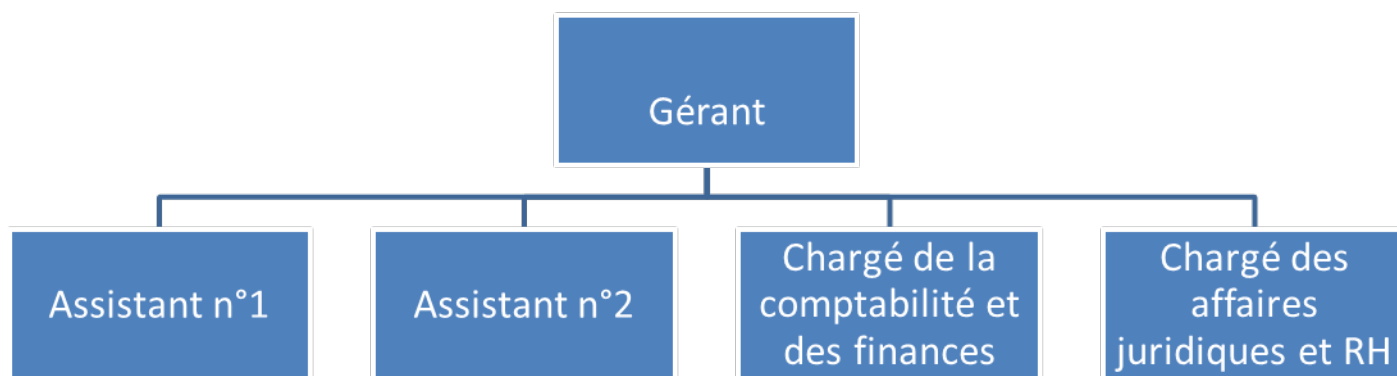 Gérant
Assistant n°1
Assistant n°2
Chargé de la
comptabilité et
des finances
Chargé des
affaires
juridiques et RH